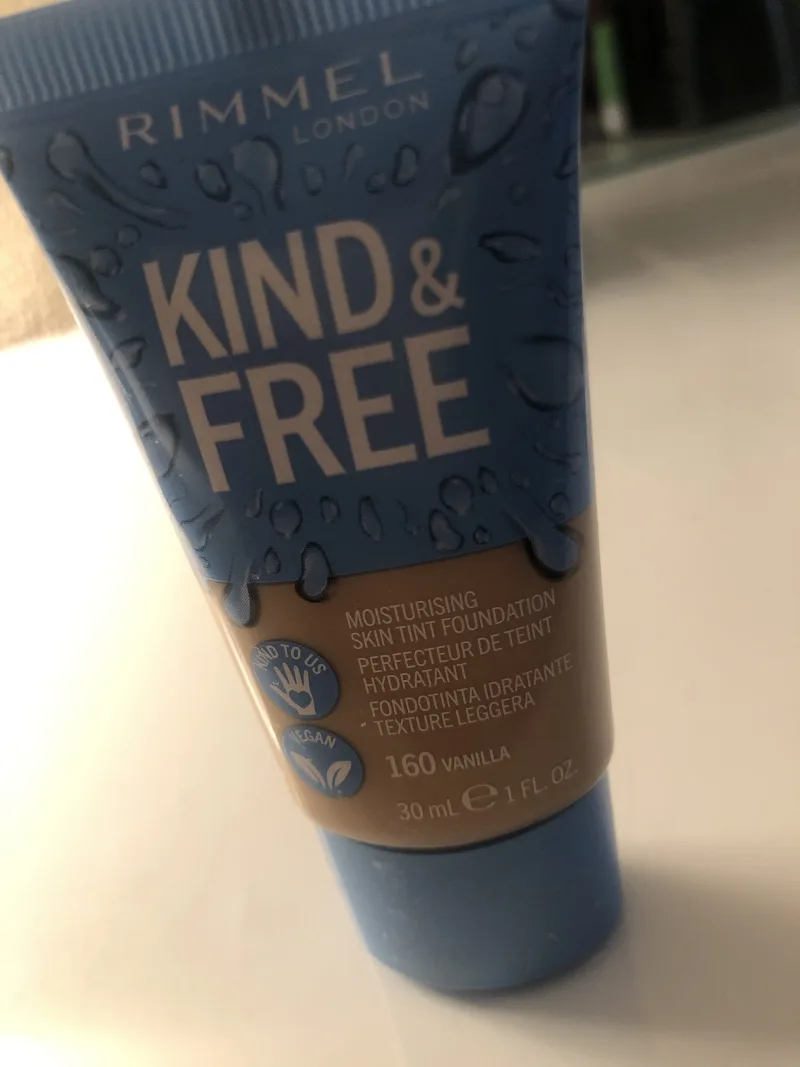 RIMMEL
LONDON
KIND &
FREE
MOISTURISING
SKIN TINT FOUNDATION
PERFECTEUR DE TEINT
HYDRATANT
FONDOTINTA IDRATANTE
- TEXTURE LEGGERA
KIND TO US
VEGAN
160 VANILLA
30 mL ℮ 1 FL. OZ.